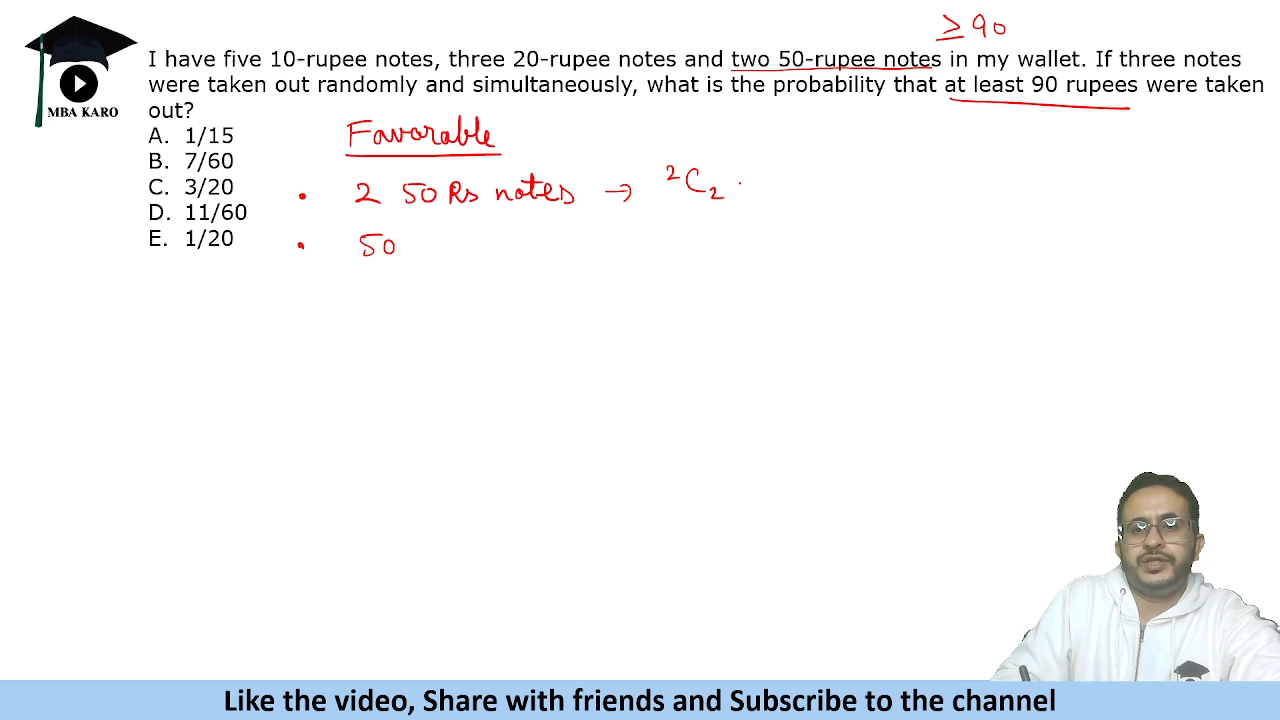 ≥ 90
I have five 10-rupee notes, three 20-rupee notes and two 50-rupee notes in my wallet. If three notes
were taken out randomly and simultaneously, what is the probability that at least 90 rupees were taken
out?
MBA KARO
A. 1/15
B. 7/60
C. 3/20
D. 11/60
E. 1/20
Favorable
• 2 50 Rs notes → ²C₂ .
• 50
Like the video, Share with friends and Subscribe to the channel